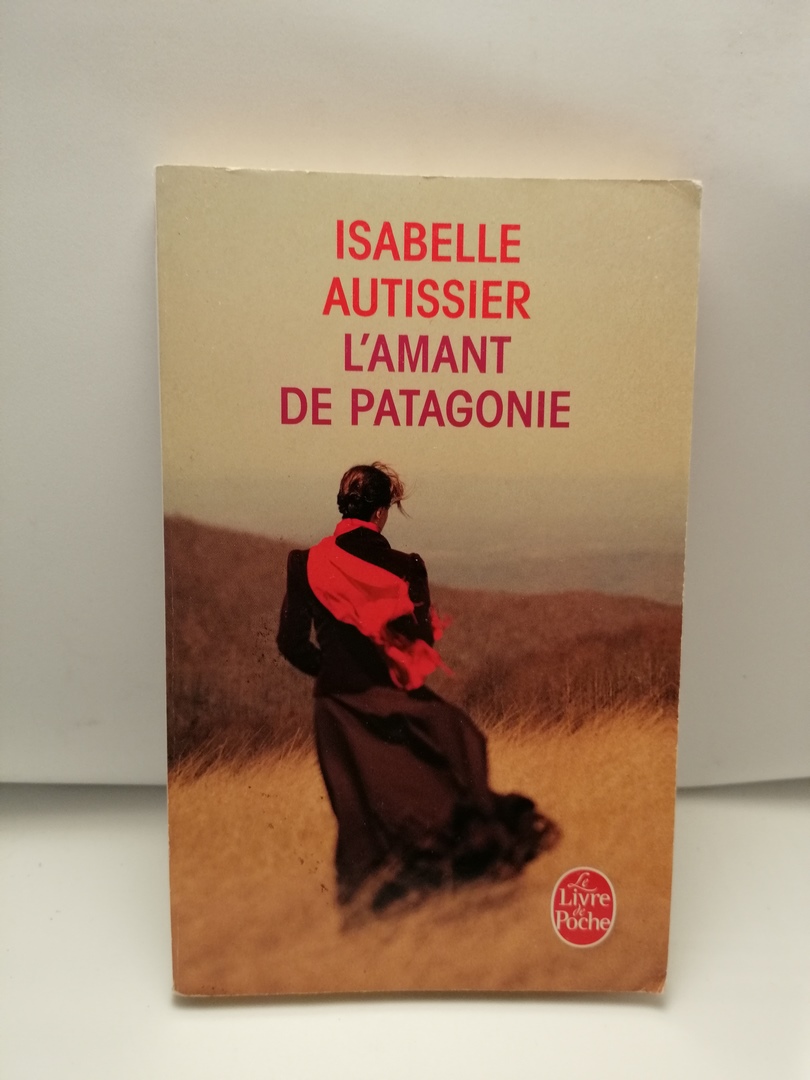 ISABELLE
AUTISSIER
L'AMANT
DE PATAGONIE
Le
Livre
de
Poche